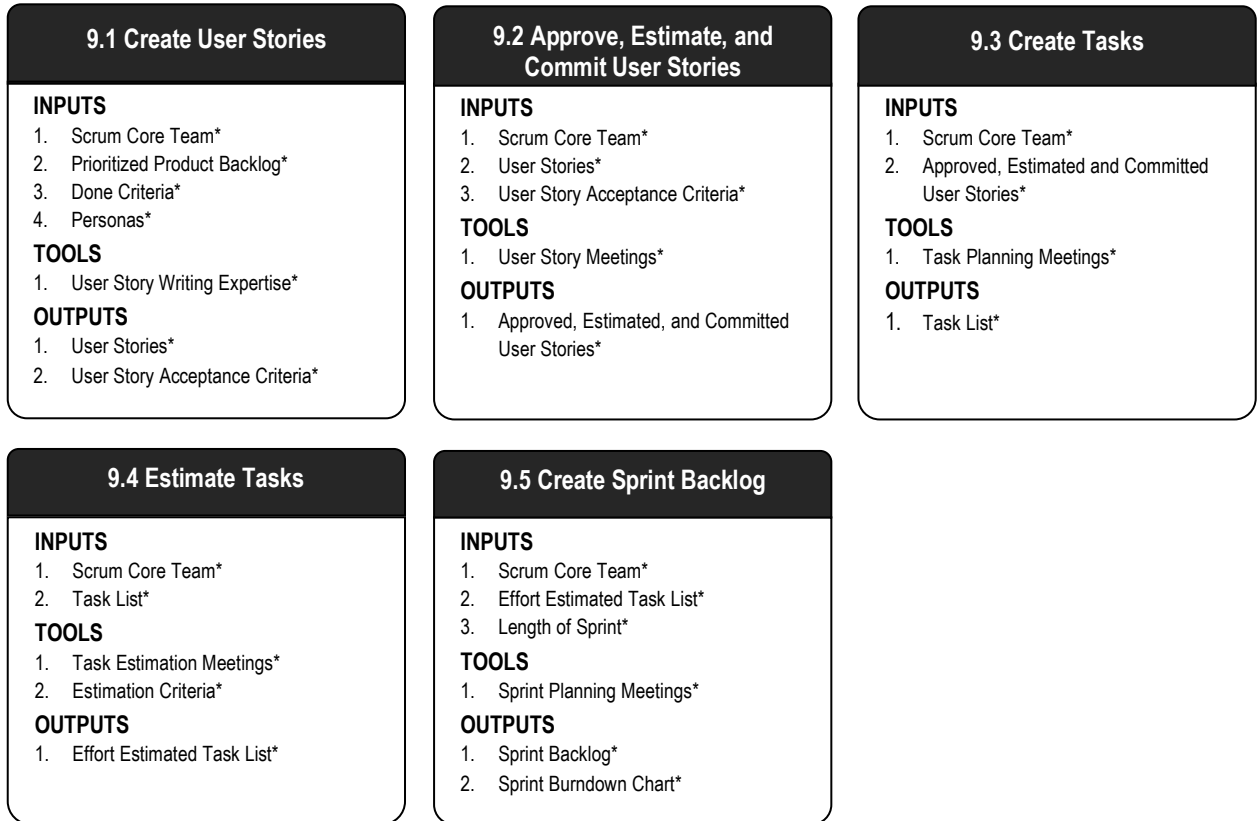 9.1 Create User Stories
INPUTS
1. Scrum Core Team*
2. Prioritized Product Backlog*
3. Done Criteria*
4. Personas*
TOOLS
1. User Story Writing Expertise*
OUTPUTS
1. User Stories*
2. User Story Acceptance Criteria*
9.2 Approve, Estimate, and
Commit User Stories
INPUTS
1. Scrum Core Team*
2. User Stories*
3. User Story Acceptance Criteria*
TOOLS
1. User Story Meetings*
OUTPUTS
1. Approved, Estimated, and Committed
User Stories*
9.3 Create Tasks
INPUTS
1. Scrum Core Team*
2. Approved, Estimated and Committed
User Stories*
TOOLS
1. Task Planning Meetings*
OUTPUTS
1. Task List*
9.4 Estimate Tasks
INPUTS
1. Scrum Core Team*
2. Task List*
TOOLS
1. Task Estimation Meetings*
2. Estimation Criteria*
OUTPUTS
1. Effort Estimated Task List*
9.5 Create Sprint Backlog
INPUTS
1. Scrum Core Team*
2. Effort Estimated Task List*
3. Length of Sprint*
TOOLS
1. Sprint Planning Meetings*
OUTPUTS
1. Sprint Backlog*
2. Sprint Burndown Chart*